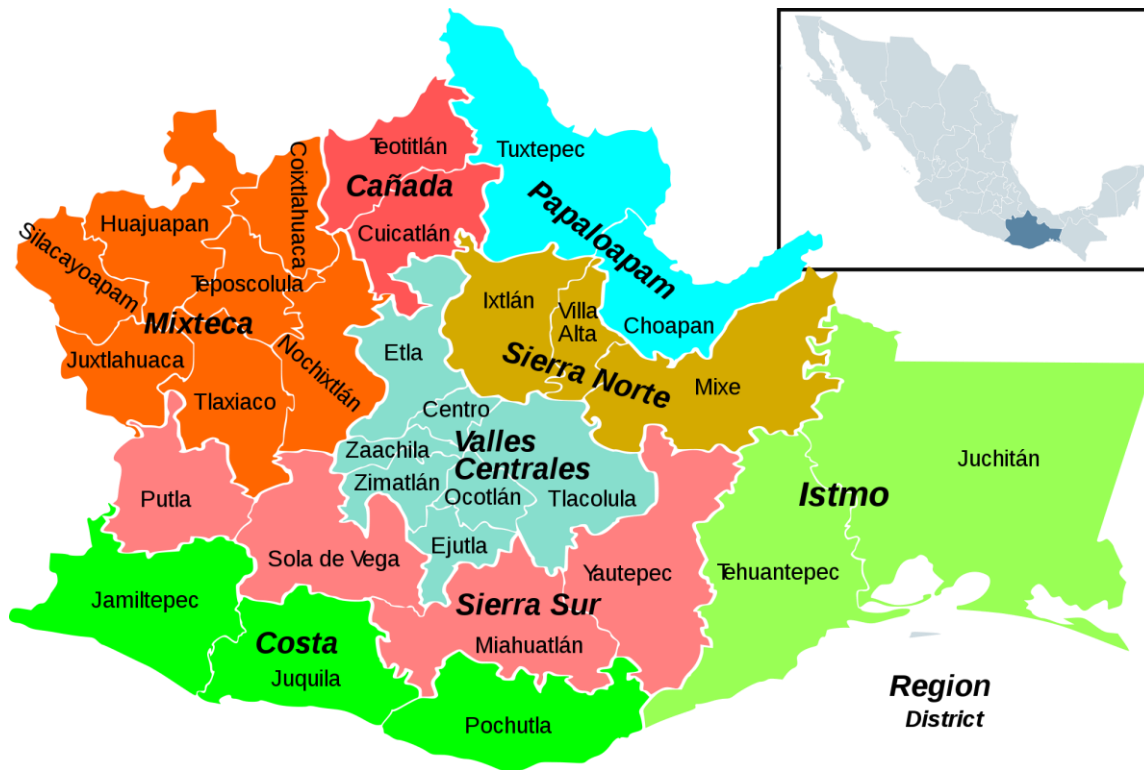 Teotitlán
Cañada
Cuicatlán
Tuxtepec
Papaloapam
Choapan
Coixtlahuaca
Huajuapan
Silacayoapam
Teposcolula
Mixteca
Juxtlahuaca
Nochixtlán
Tlaxiaco
Ixtlán
Villa
Alta
Sierra Norte
Mixe
Etla
Centro
Valles
Centrales
Zaachila
Zimatlán
Ocotlán
Tlacolula
Ejutla
Putla
Sola de Vega
Yautepec
Sierra Sur
Miahuatlán
Juchitán
Istmo
Tehuantepec
Jamiltepec
Costa
Juquila
Pochutla
Region
District